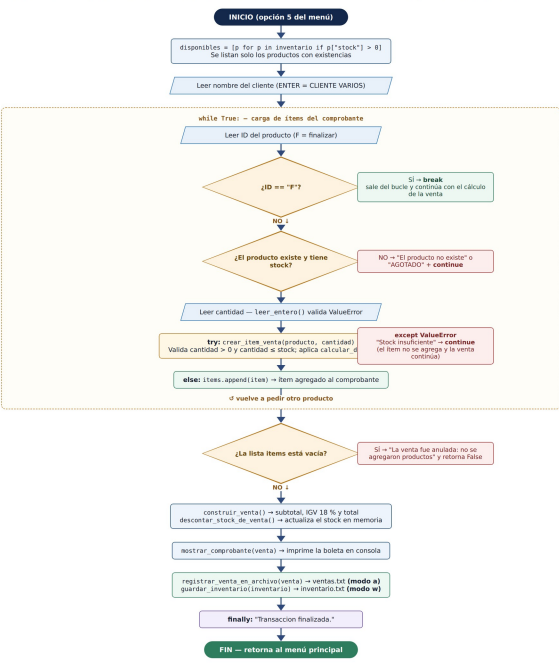 INICIO (opción 5 del menú)
disponibles = [p for p in inventario if p["stock"] > 0]
Se listan solo los productos con existencias
Leer nombre del cliente (ENTER = CLIENTE VARIOS)
while True: — carga de ítems del comprobante
Leer ID del producto (F = finalizar)
¿ID == "F"?
SÍ → break
sale del bucle y continúa con el cálculo
de la venta
NO ↓
¿El producto existe y tiene
stock?
NO → "El producto no existe" o
"AGOTADO" + continue
Leer cantidad — leer_entero() valida ValueError
try: crear_item_venta(producto, cantidad)
Valida cantidad > 0 y cantidad ≤ stock; aplica calcular_d
except ValueError
"Stock insuficiente" → continue
(el ítem no se agrega y la venta
continúa)
else: items.append(item) → ítem agregado al comprobante
↺ vuelve a pedir otro producto
¿La lista items está vacía?
SÍ → "La venta fue anulada: no se
agregaron productos" y retorna False
NO ↓
construir_venta() → subtotal, IGV 18 % y total
descontar_stock_de_venta() → actualiza el stock en memoria
mostrar_comprobante(venta) → imprime la boleta en consola
registrar_venta_en_archivo(venta) → ventas.txt (modo a)
guardar_inventario(inventario) → inventario.txt (modo w)
finally: "Transaccion finalizada."
FIN — retorna al menú principal